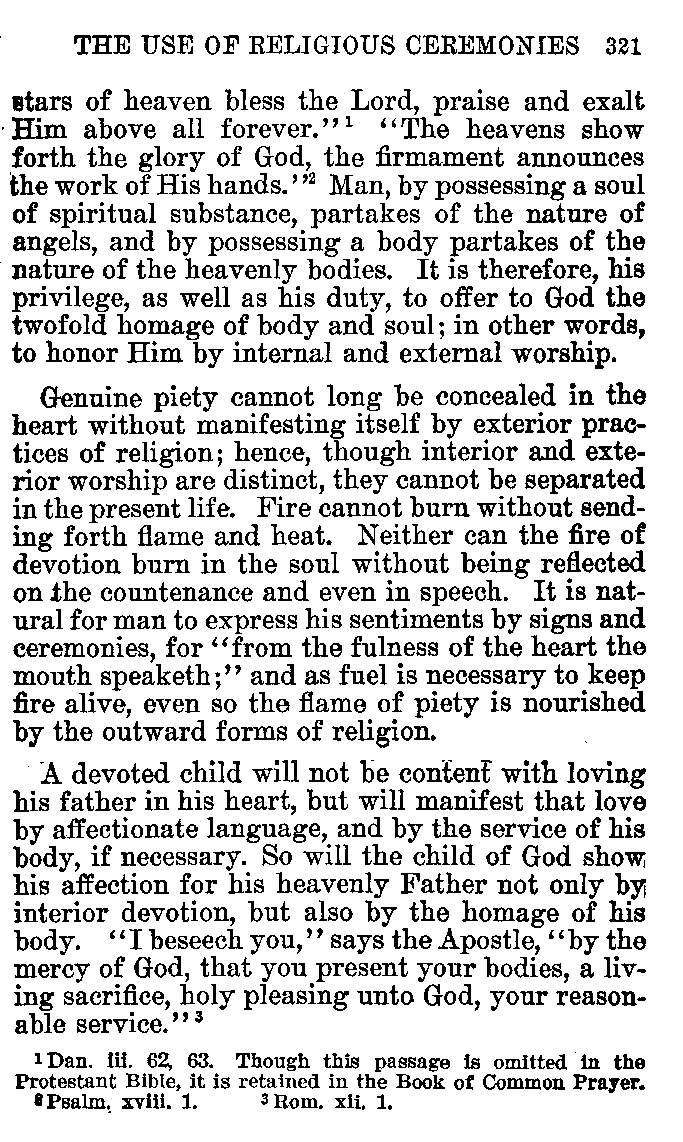 THE USE OF RELIGIOUS CEREMONIES 321
stars of heaven bless the Lord, praise and exalt
Him above all forever."¹ "The heavens show
forth the glory of God, the firmament announces
the work of His hands."² Man, by possessing a soul
of spiritual substance, partakes of the nature of
angels, and by possessing a body partakes of the
nature of the heavenly bodies. It is therefore, his
privilege, as well as his duty, to offer to God the
twofold homage of body and soul; in other words,
to honor Him by internal and external worship.
Genuine piety cannot long be concealed in the
heart without manifesting itself by exterior prac-
tices of religion; hence, though interior and exte-
rior worship are distinct, they cannot be separated
in the present life. Fire cannot burn without send-
ing forth flame and heat. Neither can the fire of
devotion burn in the soul without being reflected
on the countenance and even in speech. It is nat-
ural for man to express his sentiments by signs and
ceremonies, for "from the fulness of the heart the
mouth speaketh;" and as fuel is necessary to keep
fire alive, even so the flame of piety is nourished
by the outward forms of religion.
A devoted child will not be content with loving
his father in his heart, but will manifest that love
by affectionate language, and by the service of his
body, if necessary. So will the child of God show
his affection for his heavenly Father not only by
interior devotion, but also by the homage of his
body. "I beseech you," says the Apostle, "by the
mercy of God, that you present your bodies, a liv-
ing sacrifice, holy pleasing unto God, your reason-
able service."³
¹ Dan. iii. 62, 63. Though this passage is omitted in the
Protestant Bible, it is retained in the Book of Common Prayer.
² Psalm. xviii. 1. ³ Rom. xii. 1.